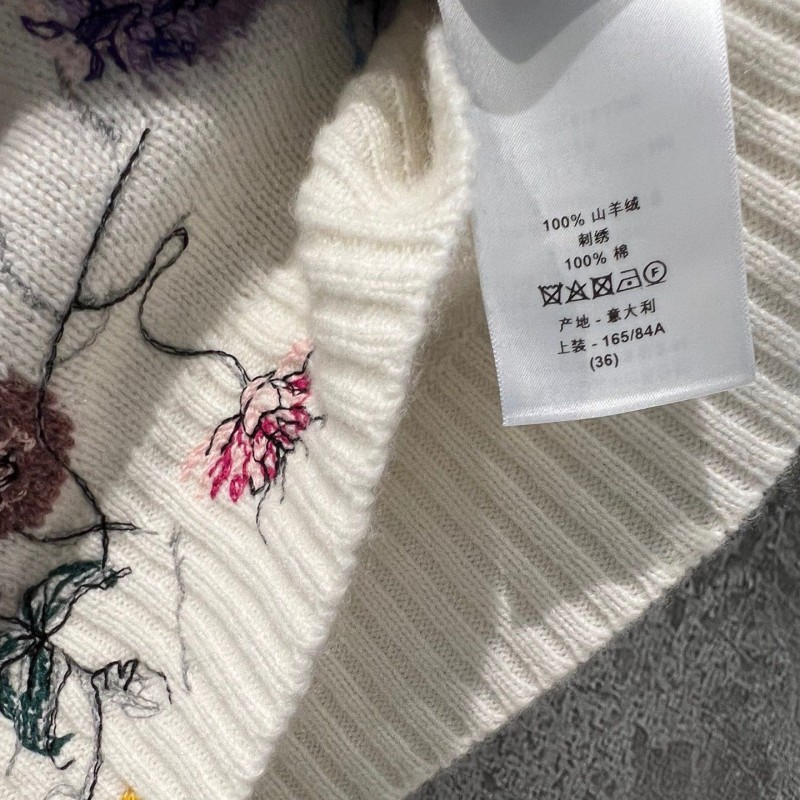 100% 山羊绒
刺绣
100% 棉
F
产地 - 意大利
上装 - 165/84A
(36)